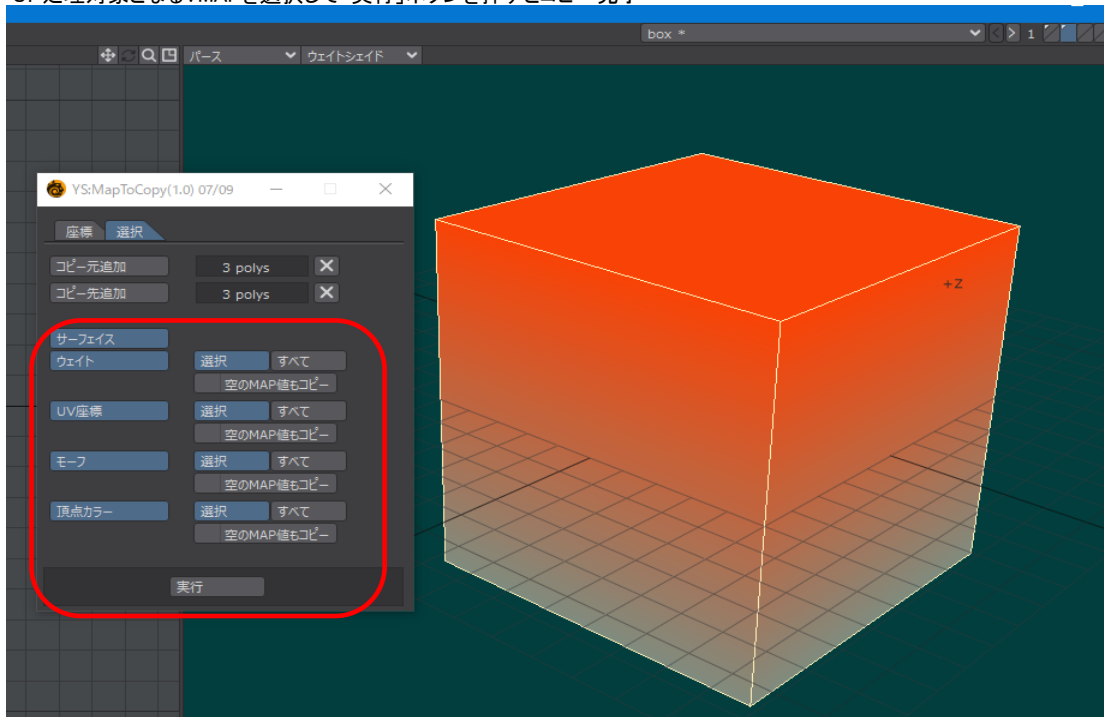 box *
1
パース ウェイトシェイド
YS:MapToCopy(1.0) 07/09
座標 選択
コピー元追加 3 polys
コピー先追加 3 polys
サーフェイス
ウェイト 選択 すべて
空のMAP値もコピー
UV座標 選択 すべて
空のMAP値もコピー
モーフ 選択 すべて
空のMAP値もコピー
頂点カラー 選択 すべて
空のMAP値もコピー
実行
+Z